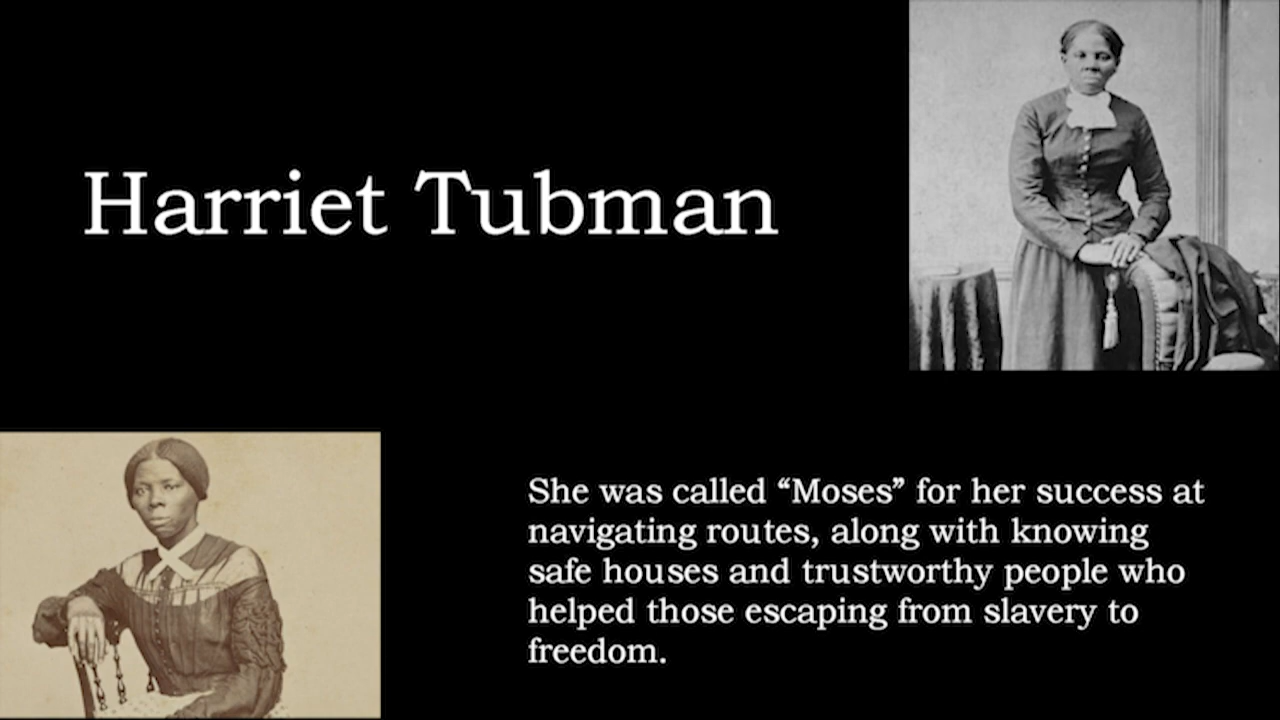 Harriet Tubman
She was called “Moses” for her success at
navigating routes, along with knowing
safe houses and trustworthy people who
helped those escaping from slavery to
freedom.